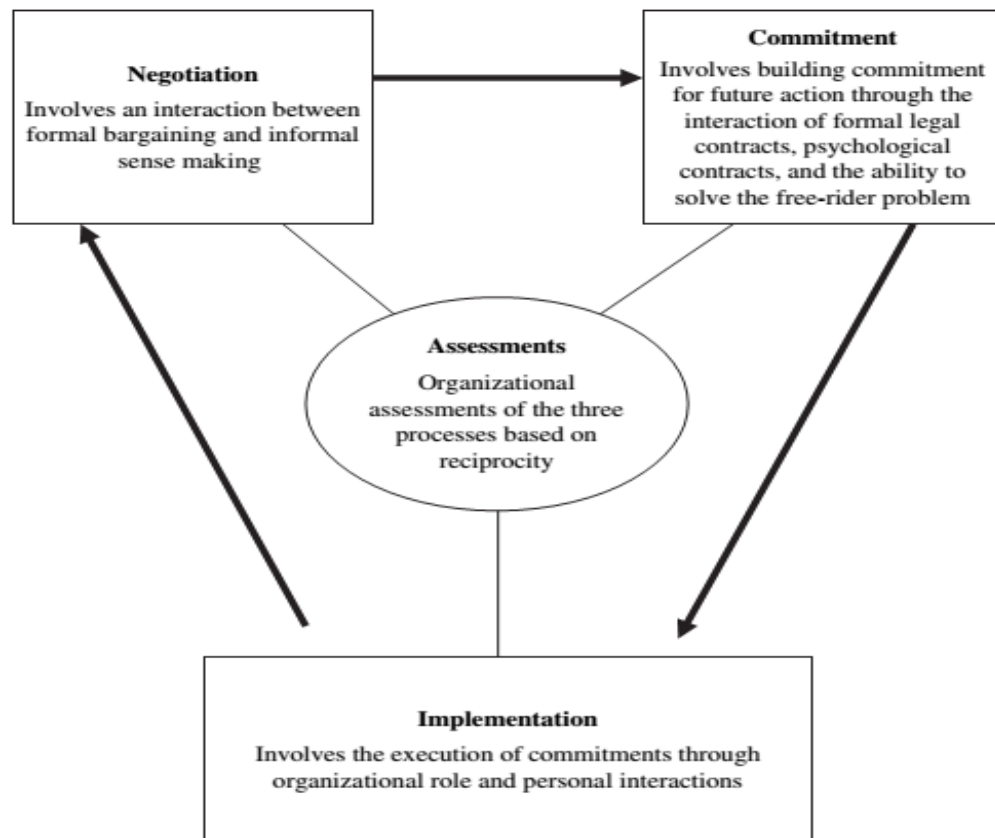 Negotiation
Involves an interaction between
formal bargaining and informal
sense making
Commitment
Involves building commitment
for future action through the
interaction of formal legal
contracts, psychological
contracts, and the ability to
solve the free-rider problem
Assessments
Organizational
assessments of the three
processes based on
reciprocity
Implementation
Involves the execution of commitments through
organizational role and personal interactions